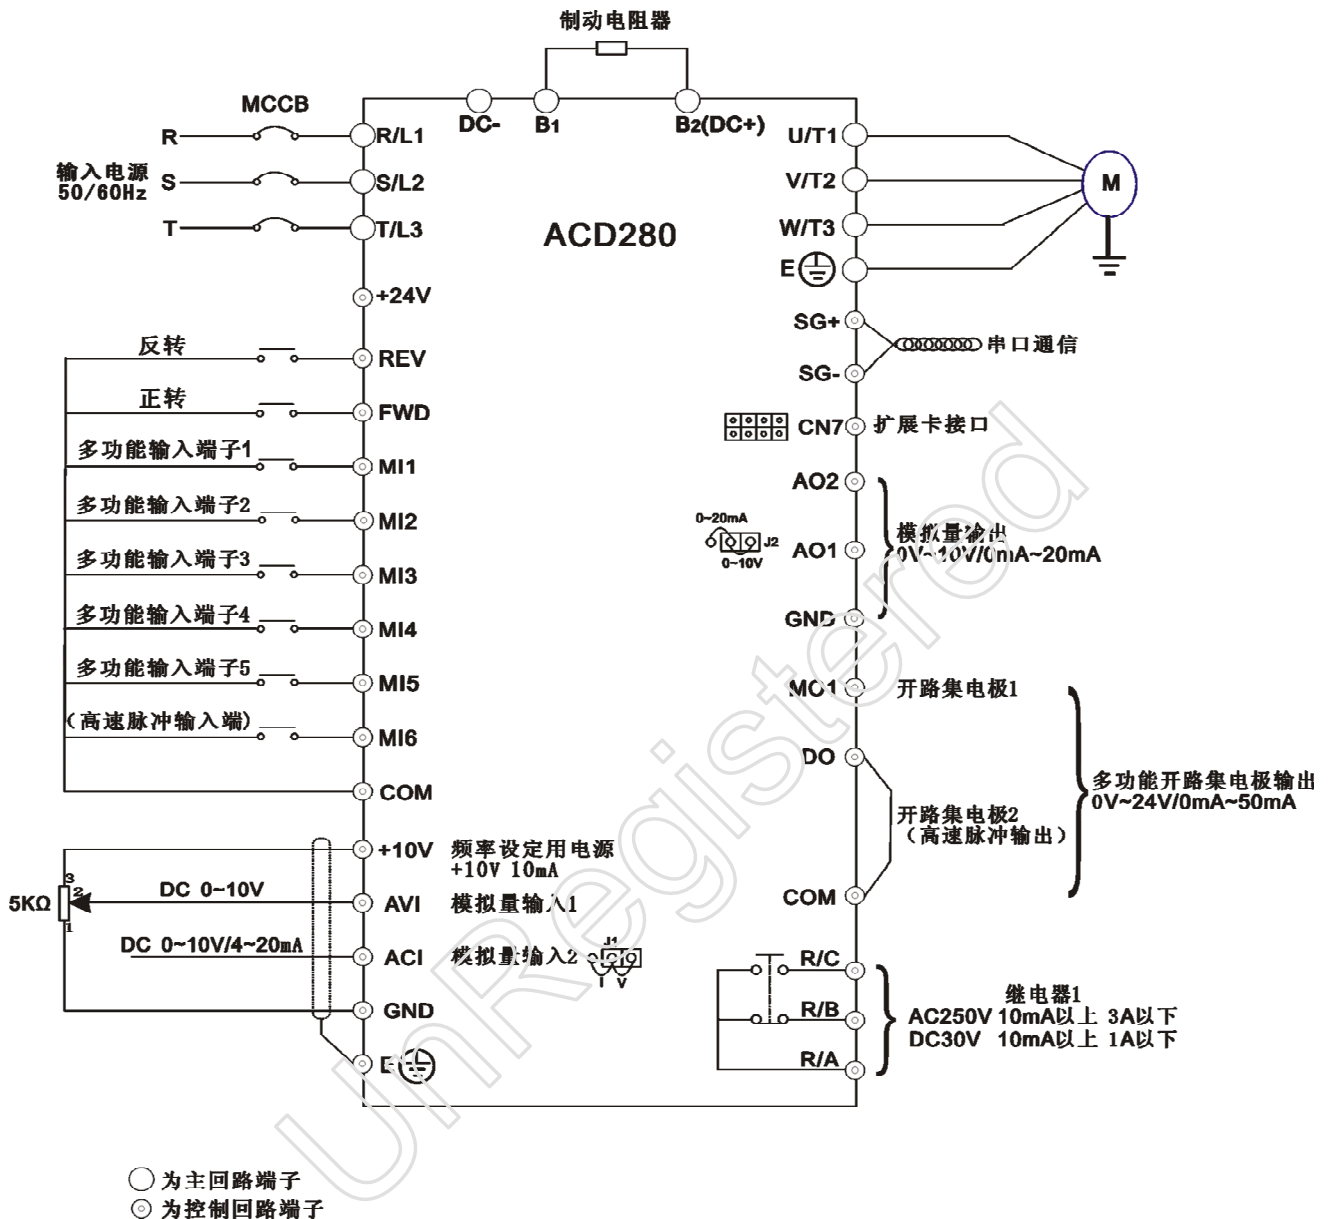 制动电阻器
MCCB
DC-
B1
B2(DC+)
R
R/L1
输入电源
50/60Hz
S
S/L2
T
T/L3
ACD280
U/T1
V/T2
W/T3
E
M
+24V
SG+
SG-
串口通信
反转
REV
正转
FWD
CN7
扩展卡接口
多功能输入端子1
MI1
多功能输入端子2
MI2
多功能输入端子3
MI3
多功能输入端子4
MI4
多功能输入端子5
MI5
(高速脉冲输入端)
MI6
COM
AO2
0~20mA
J2
0~10V
AO1
模拟量输出
0V~10V/0mA~20mA
GND
MO1
开路集电极1
DO
开路集电极2
(高速脉冲输出)
COM
多功能开路集电极输出
0V~24V/0mA~50mA
+10V
频率设定用电源
+10V 10mA
5KΩ
3
2
1
DC 0~10V
AVI
模拟量输入1
DC 0~10V/4~20mA
ACI
模拟量输入2
J1
I
V
GND
E
R/C
R/B
R/A
继电器1
AC250V 10mA以上 3A以下
DC30V 10mA以上 1A以下
为主回路端子
为控制回路端子
UnRegistered